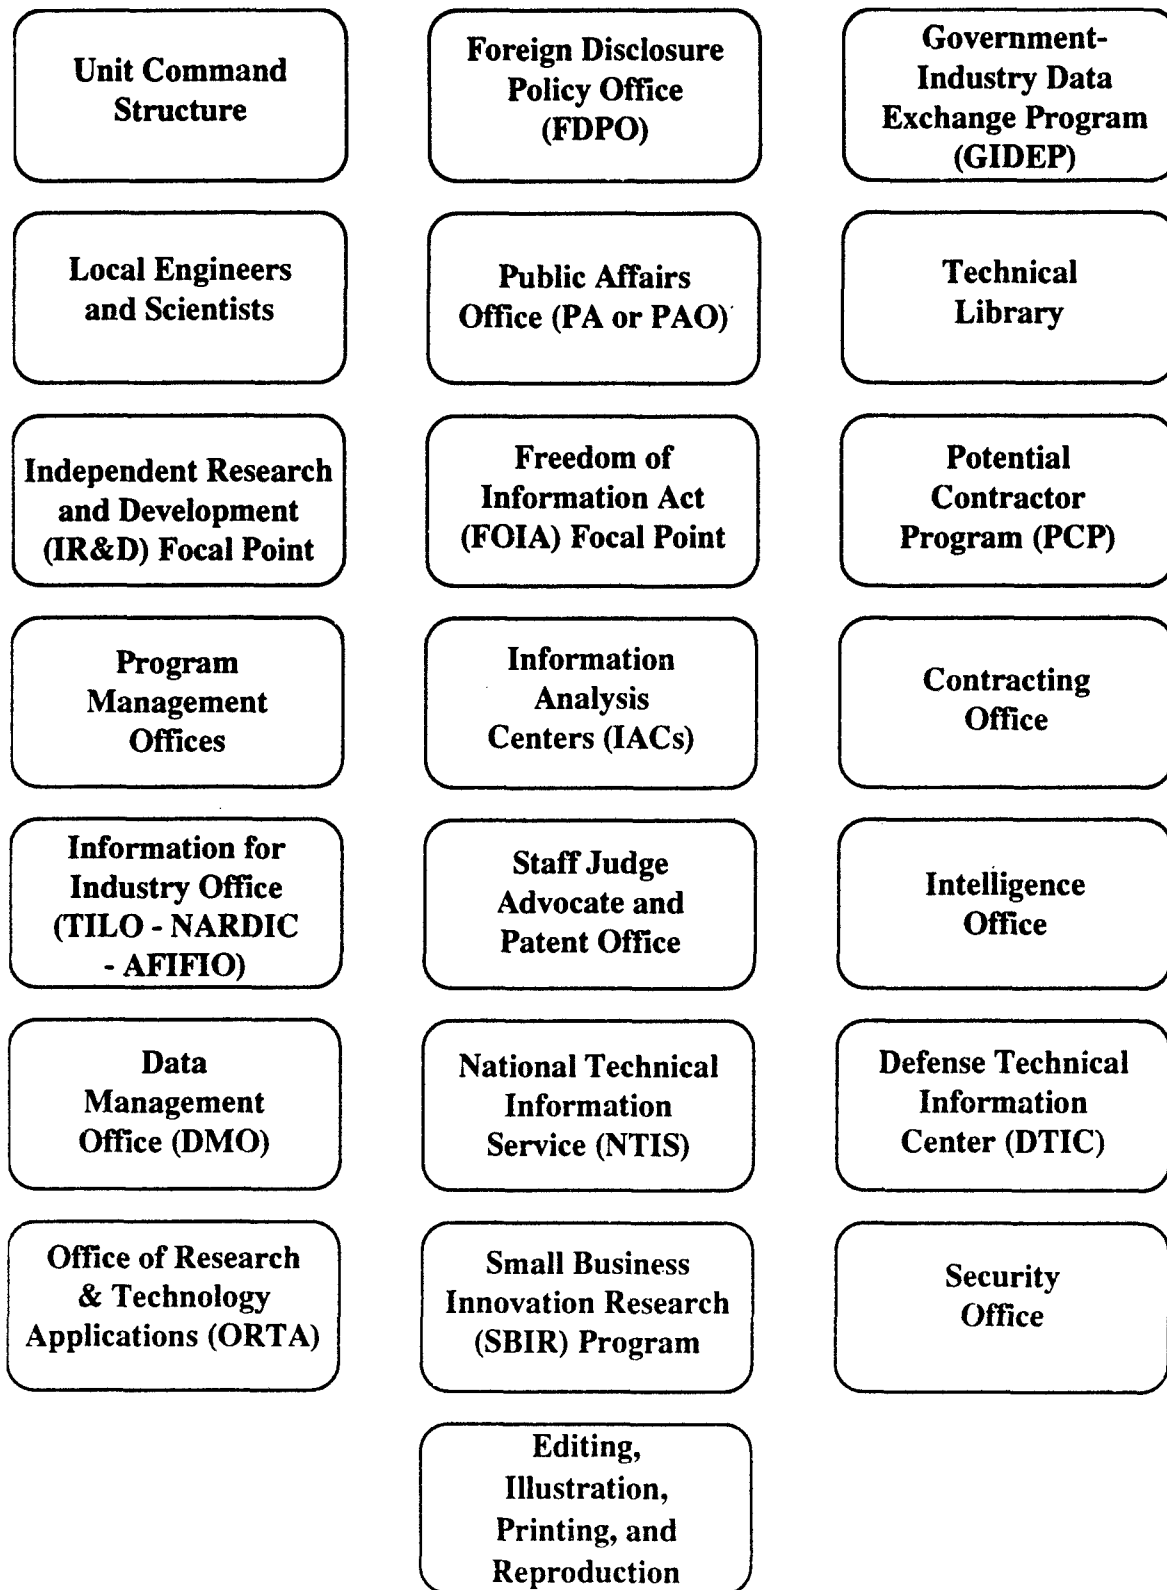 Unit Command
Structure
Foreign Disclosure
Policy Office
(FDPO)
Government-
Industry Data
Exchange Program
(GIDEP)
Local Engineers
and Scientists
Public Affairs
Office (PA or PAO)
Technical
Library
Independent Research
and Development
(IR&D) Focal Point
Freedom of
Information Act
(FOIA) Focal Point
Potential
Contractor
Program (PCP)
Program
Management
Offices
Information
Analysis
Centers (IACs)
Contracting
Office
Information for
Industry Office
(TILO - NARDIC
- AFIFIO)
Staff Judge
Advocate and
Patent Office
Intelligence
Office
Data
Management
Office (DMO)
National Technical
Information
Service (NTIS)
Defense Technical
Information
Center (DTIC)
Office of Research
& Technology
Applications (ORTA)
Small Business
Innovation Research
(SBIR) Program
Security
Office
Editing,
Illustration,
Printing, and
Reproduction